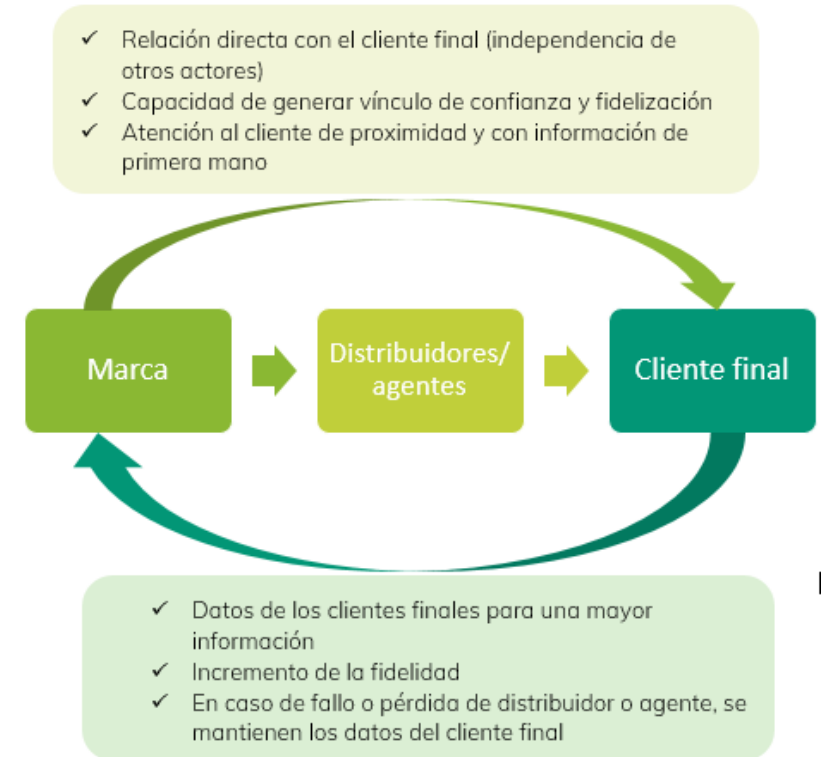 ✓ Relación directa con el cliente final (independencia de
otros actores)
✓ Capacidad de generar vínculo de confianza y fidelización
✓ Atención al cliente de proximidad y con información de
primera mano
Marca
Distribuidores/
agentes
Cliente final
✓ Datos de los clientes finales para una mayor
información
✓ Incremento de la fidelidad
✓ En caso de fallo o pérdida de distribuidor o agente, se
mantienen los datos del cliente final